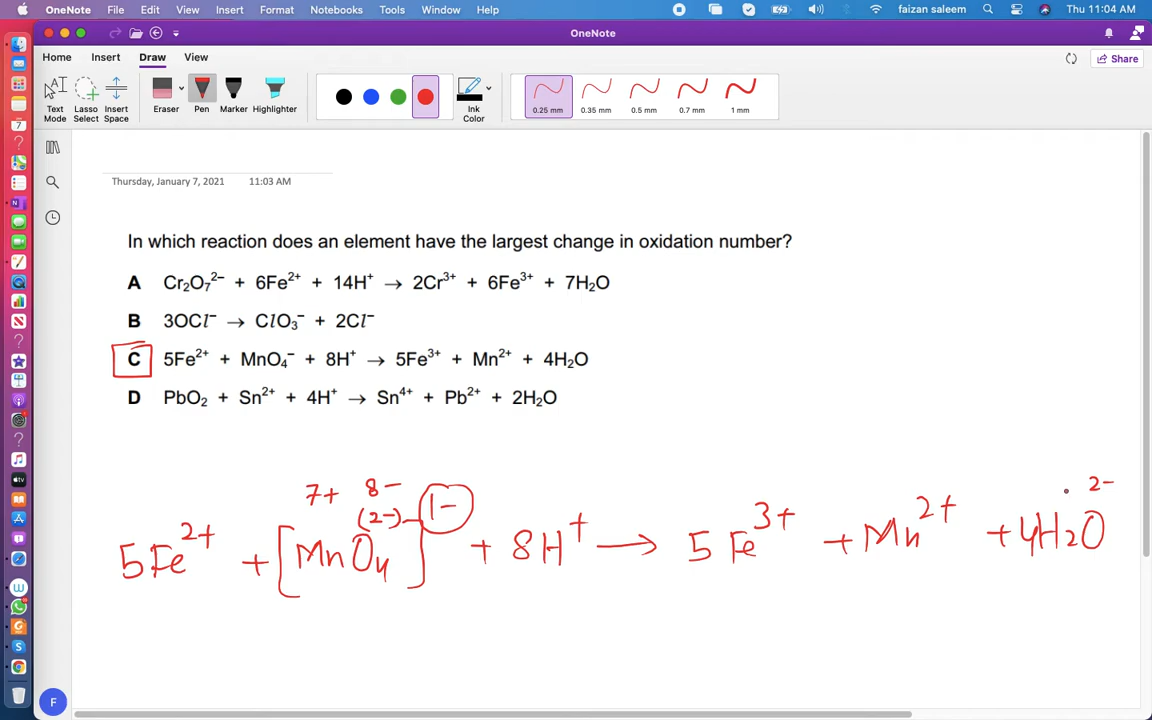 OneNote File Edit View Insert Format Notebooks Tools Window Help faizan saleem Thu 11:04 AM
OneNote
Home Insert Draw View Share
Text Mode Lasso Select Insert Space Eraser Pen Marker Highlighter Ink Color 0.25 mm 0.35 mm 0.5 mm 0.7 mm 1 mm
Thursday, January 7, 2021 11:03 AM
In which reaction does an element have the largest change in oxidation number?
A Cr₂O₇²⁻ + 6Fe²⁺ + 14H⁺ → 2Cr³⁺ + 6Fe³⁺ + 7H₂O
B 3OCl⁻ → ClO₃⁻ + 2Cl⁻
C 5Fe²⁺ + MnO₄⁻ + 8H⁺ → 5Fe³⁺ + Mn²⁺ + 4H₂O
D PbO₂ + Sn²⁺ + 4H⁺ → Sn⁴⁺ + Pb²⁺ + 2H₂O
7+ 8− 2−
(2−)
5Fe²⁺ + [MnO₄]¹⁻ + 8H⁺ → 5Fe³⁺ + Mn²⁺ + 4H₂O
F